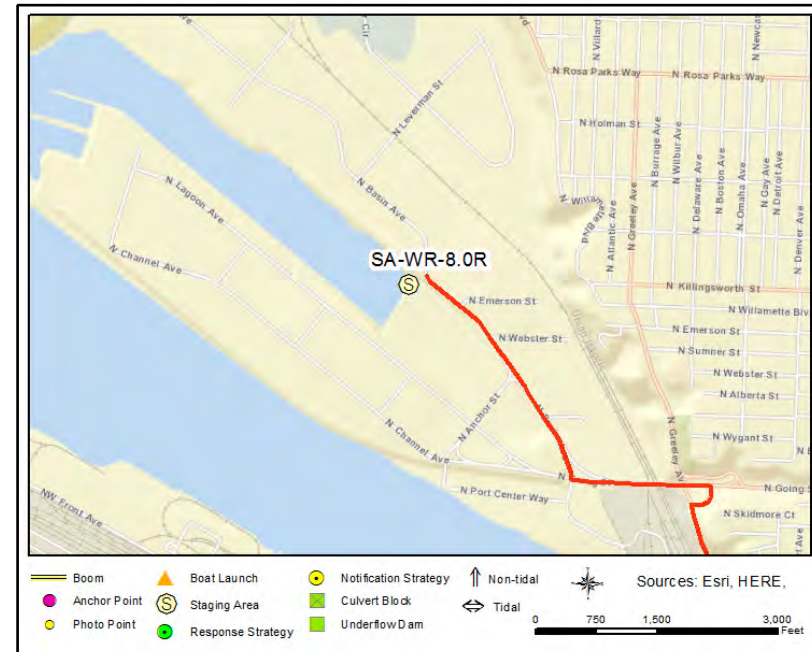 N Villard
N Newc
N Rosa Parks Way
N Rosa Parks Way
Cir
N Leverman St
N Holman St
N Burrage Ave
N Wilbur Ave
N Delaware Ave
N Boston Ave
N Omaha Ave
N Gay Ave
N Detroit Ave
N Denver Ave
N Basin Ave
N Willamette Blvd
N Atlantic Ave
N Greeley Ave
N Lagoon Ave
N Channel Ave
SA-WR-8.0R
S
N Killingsworth St
N Willamette Blv
N Emerson St
N Emerson St
N Webster St
N Sumner St
N Webster St
N Alberta St
N Anchor St
N Wygant St
N Greeley Av
N Channel Ave
N Going S
N Port Center Way
N Skidmore Ct
NW Front Ave
Boom
Boat Launch
Notification Strategy
Non-tidal
Sources: Esri, HERE,
Anchor Point
S
Staging Area
Culvert Block
Tidal
Photo Point
Response Strategy
Underflow Dam
0 750 1,500 3,000
Feet